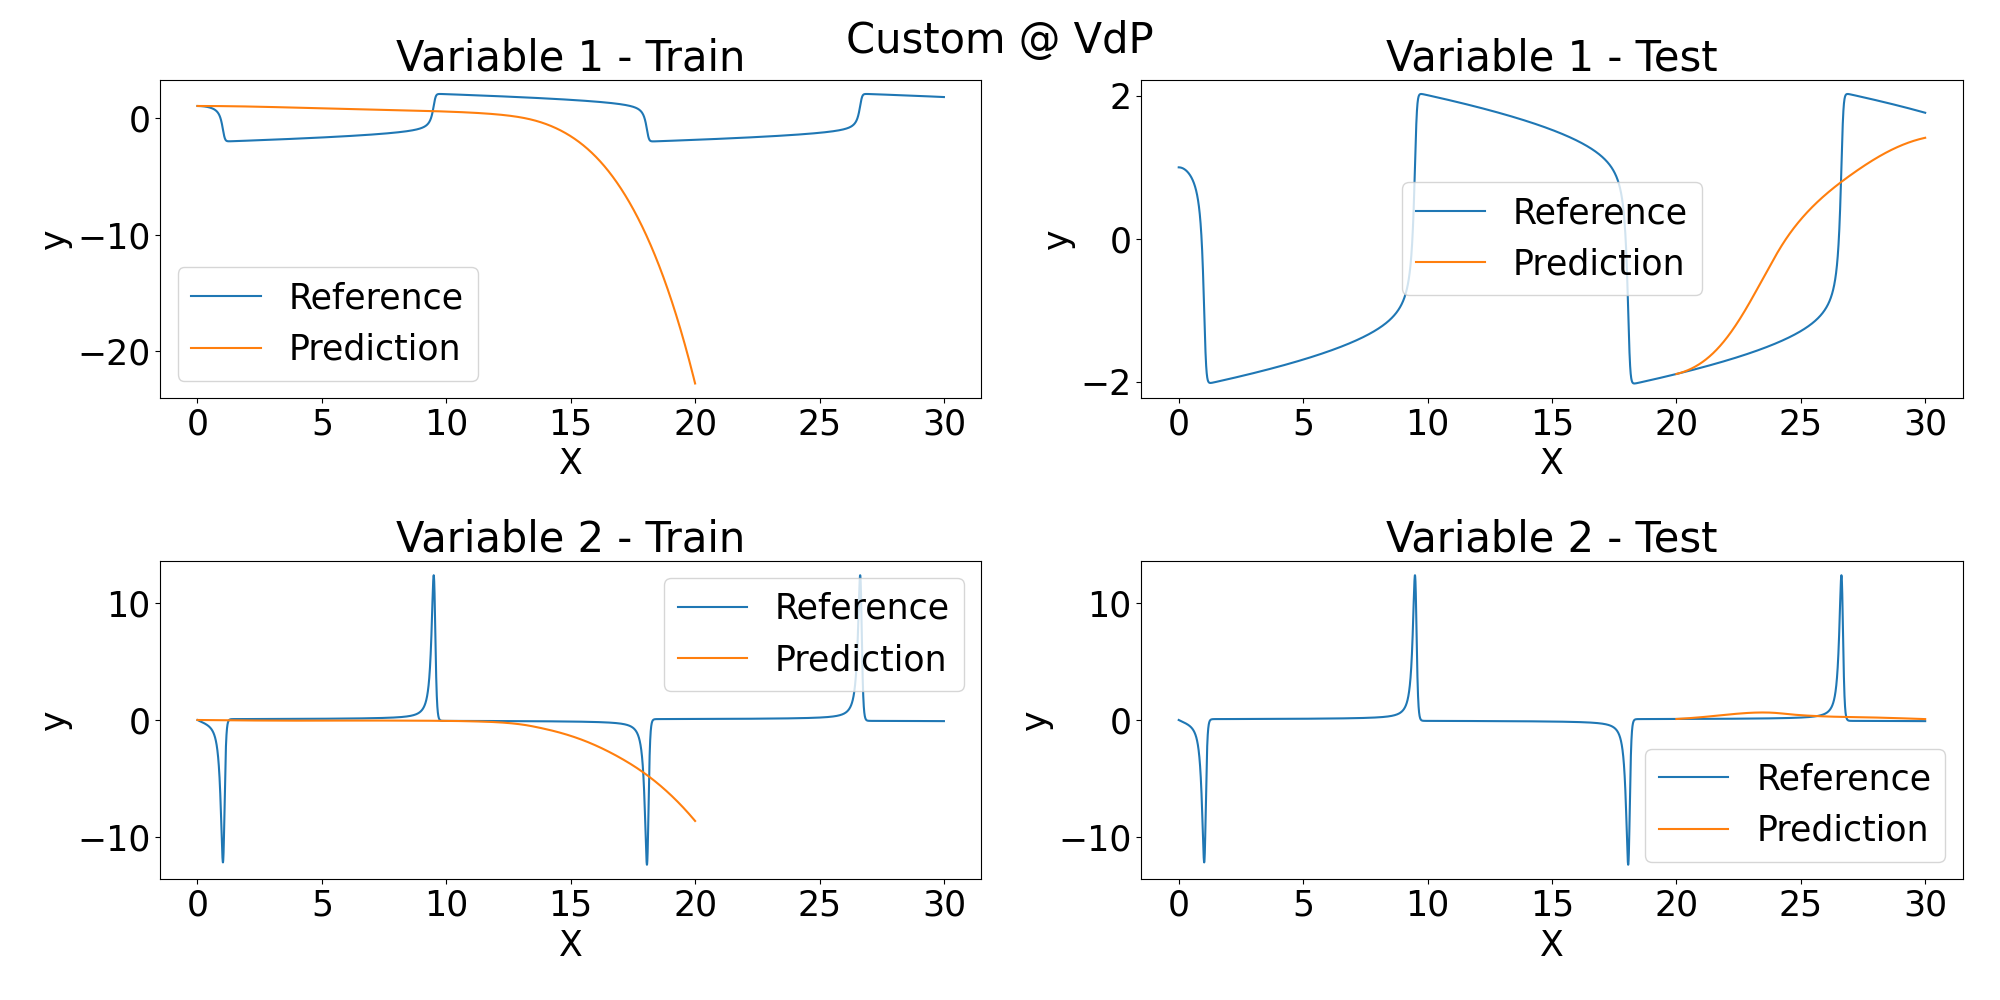 Custom @ VdP
Variable 1 - Train
0
−10
−20
y
Reference
Prediction
0 5 10 15 20 25 30
X
Variable 1 - Test
2
0
−2
y
Reference
Prediction
0 5 10 15 20 25 30
X
Variable 2 - Train
10
0
−10
y
Reference
Prediction
0 5 10 15 20 25 30
X
Variable 2 - Test
10
0
−10
y
Reference
Prediction
0 5 10 15 20 25 30
X